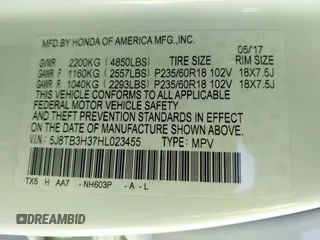 MFD.BY HONDA OF AMERICA MFG.,INC. 05/17
GVWR 2200KG (4850LBS) TIRE SIZE RIM SIZE
GAWR F 1160KG (2557LBS) P235/60R18 102V 18X7.5J
GAWR R 1040KG (2293LBS) P235/60R18 102V 18X7.5J
THIS VEHICLE CONFORMS TO ALL APPLICABLE
FEDERAL MOTOR VEHICLE SAFETY AND THEFT
PREVENTION STANDARDS IN EFFECT ON THE DATE
OF MANUFACTURE SHOWN ABOVE.
V.I.N.: 5J8TB3H37HL023455 TYPE: MPV
TX5 H AA7 - NH603P - A - L
© RIDEBIDAUTO